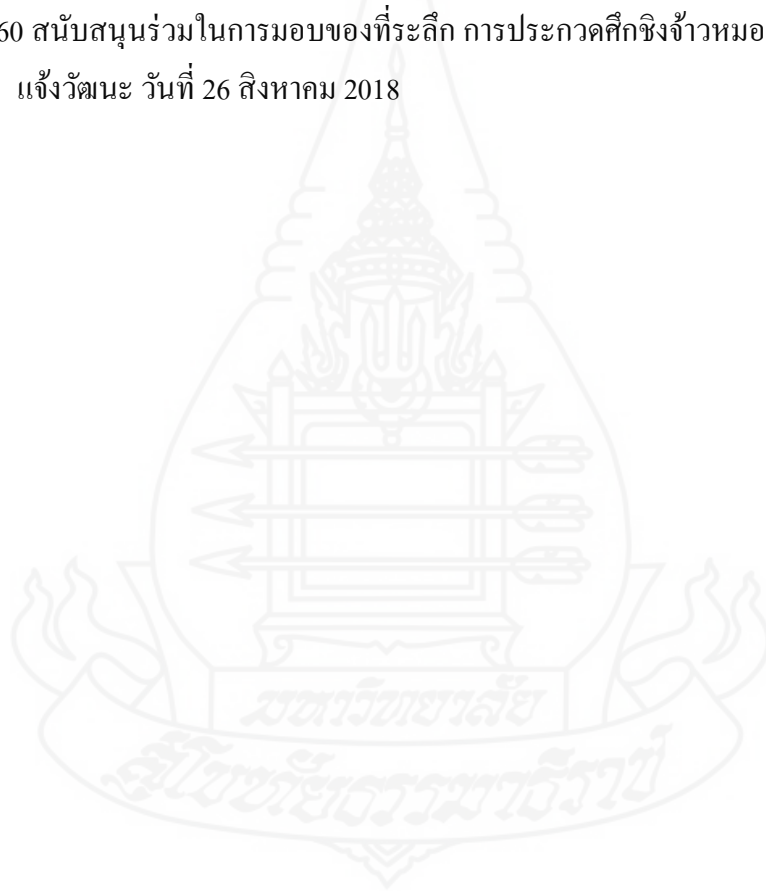 60 สนับสนุนร่วมในการมอบของที่ระลึก การประกวดศึกชิงจ้าวหมอ
แจ้งวัฒนะ วันที่ 26 สิงหาคม 2018
มหาวิทยาลัย
สุโขทัยธรรมาธิราช